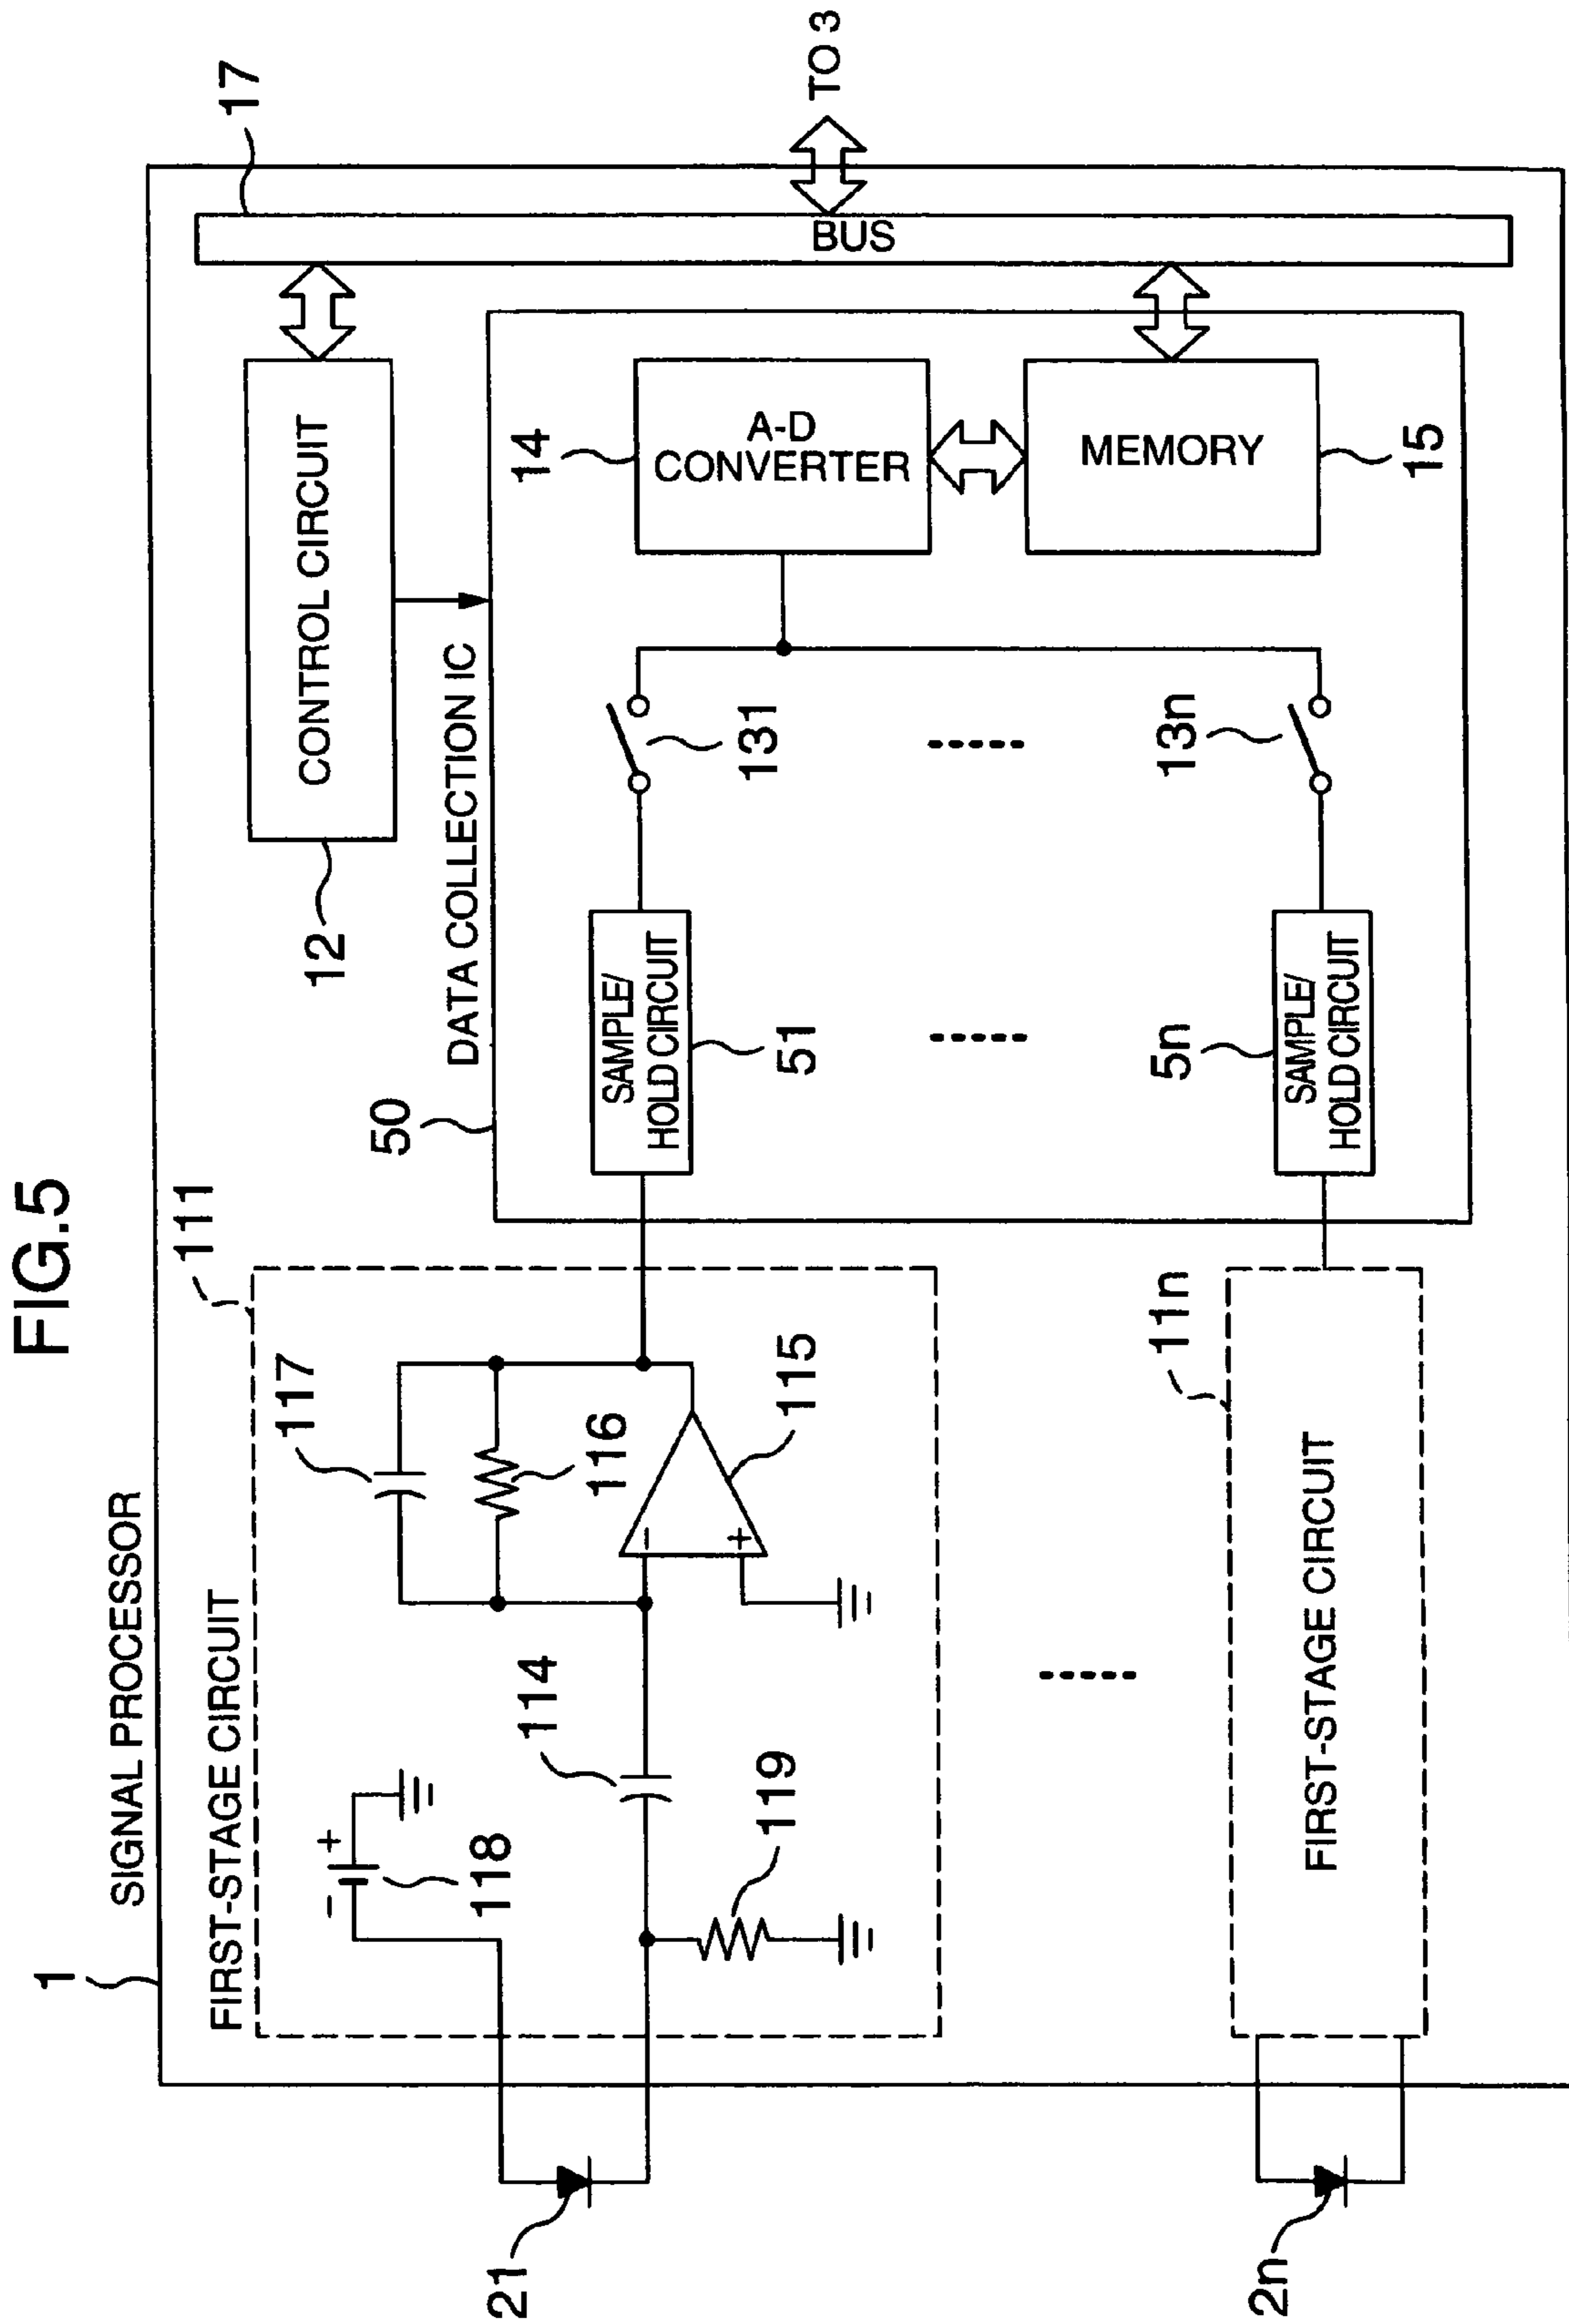 FIG.5
1
SIGNAL PROCESSOR
17
TO 3
BUS
FIRST-STAGE CIRCUIT
111
12
CONTROL CIRCUIT
50
DATA COLLECTION IC
118
− +
114
117
116
− +
115
119
21
SAMPLE/
HOLD CIRCUIT
51
131
14
A-D
CONVERTER
MEMORY
15
11n
FIRST-STAGE CIRCUIT
2n
5n
SAMPLE/
HOLD CIRCUIT
13n